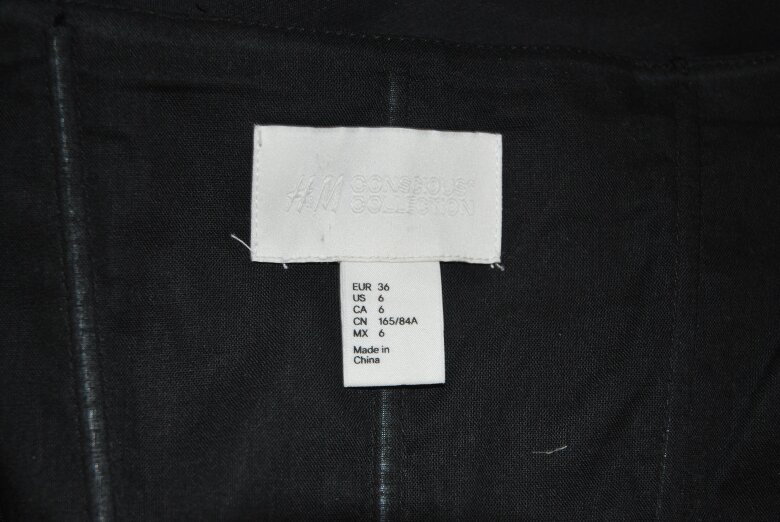 H&M CONSCIOUS
COLLECTION
EUR 36
US 6
CA 6
CN 165/84A
MX 6
Made in
China